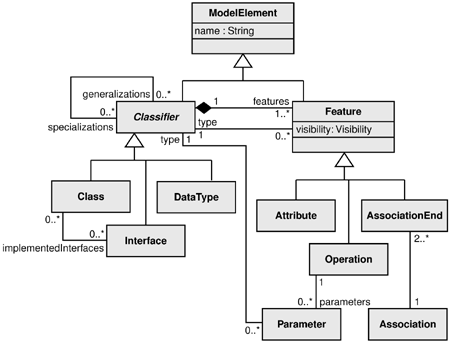 ModelElement
name : String
generalizations 0..*
0..*
specializations
Classifier
1 features
1..*
type
1
0..*
type
1
Feature
visibility: Visibility
Class
DataType
0..*
0..*
implementedInterfaces
Interface
Attribute
AssociationEnd
2..*
Operation
1
0..* parameters
1
0..*
Parameter
Association